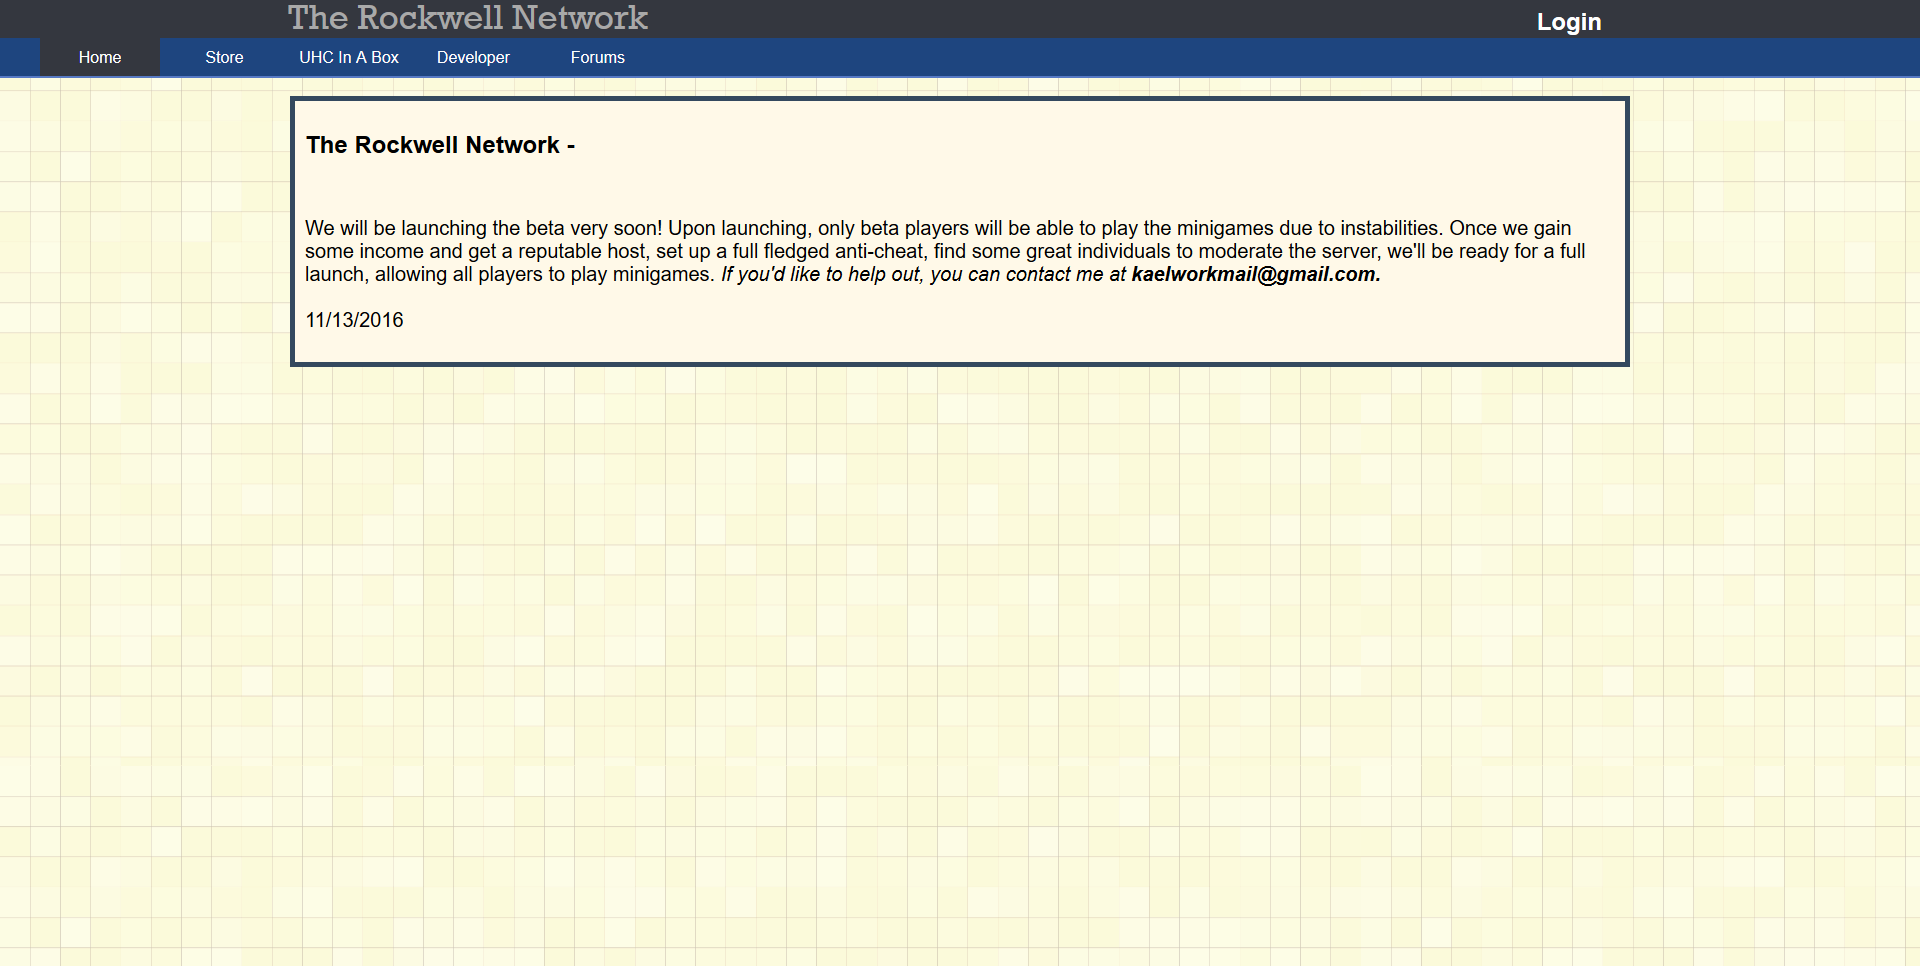 The Rockwell Network
Login
Home Store UHC In A Box Developer Forums
The Rockwell Network -
We will be launching the beta very soon! Upon launching, only beta players will be able to play the minigames due to instabilities. Once we gain
some income and get a reputable host, set up a full fledged anti-cheat, find some great individuals to moderate the server, we'll be ready for a full
launch, allowing all players to play minigames. If you'd like to help out, you can contact me at kaelworkmail@gmail.com.
11/13/2016